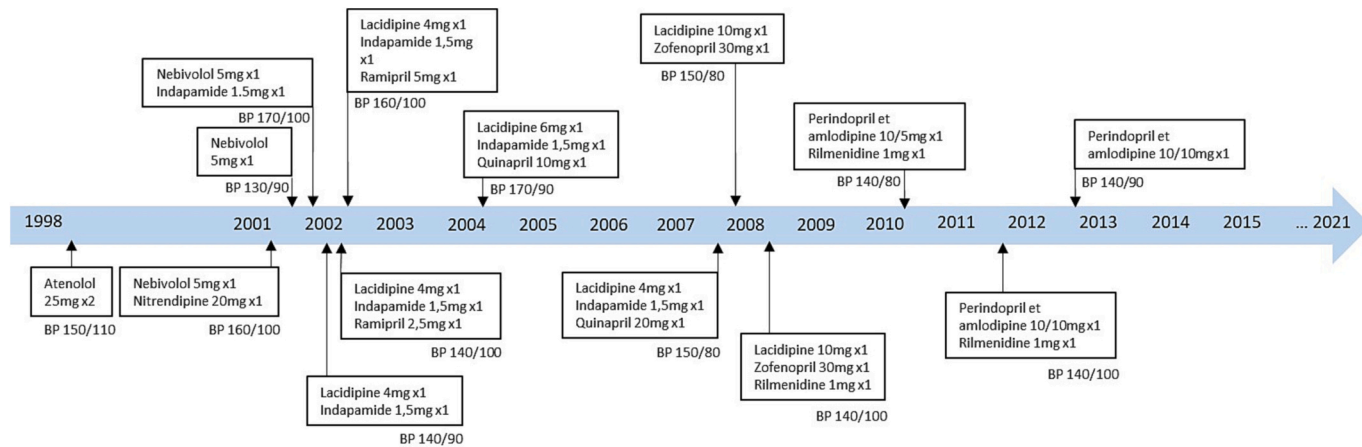 Lacidipine 4mg x1
Indapamide 1,5mg
x1
Ramipril 5mg x1
BP 160/100
Lacidipine 10mg x1
Zofenopril 30mg x1
BP 150/80
Nebivolol 5mg x1
Indapamide 1.5mg x1
BP 170/100
Nebivolol
5mg x1
BP 130/90
Lacidipine 6mg x1
Indapamide 1,5mg x1
Quinapril 10mg x1
BP 170/90
Perindopril et
amlodipine 10/5mg x1
Rilmenidine 1mg x1
BP 140/80
Perindopril et
amlodipine 10/10mg x1
BP 140/90
1998 2001 2002 2003 2004 2005 2006 2007 2008 2009 2010 2011 2012 2013 2014 2015 ... 2021
Atenolol
25mg x2
BP 150/110
Nebivolol 5mg x1
Nitrendipine 20mg x1
BP 160/100
Lacidipine 4mg x1
Indapamide 1,5mg x1
Ramipril 2,5mg x1
BP 140/100
Lacidipine 4mg x1
Indapamide 1,5mg x1
BP 140/90
Lacidipine 4mg x1
Indapamide 1,5mg x1
Quinapril 20mg x1
BP 150/80
Lacidipine 10mg x1
Zofenopril 30mg x1
Rilmenidine 1mg x1
BP 140/100
Perindopril et
amlodipine 10/10mg x1
Rilmenidine 1mg x1
BP 140/100